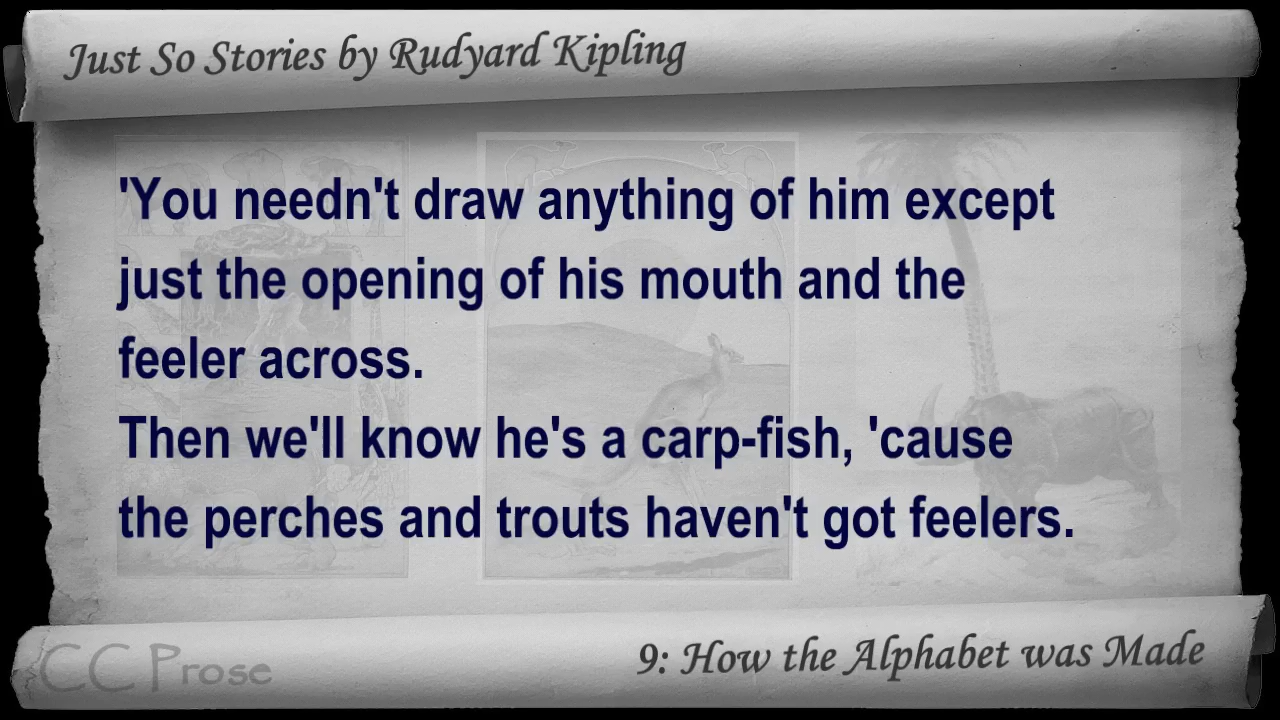 Just So Stories by Rudyard Kipling
'You needn't draw anything of him except
just the opening of his mouth and the
feeler across.
Then we'll know he's a carp-fish, 'cause
the perches and trouts haven't got feelers.
CC Prose
9: How the Alphabet was Made